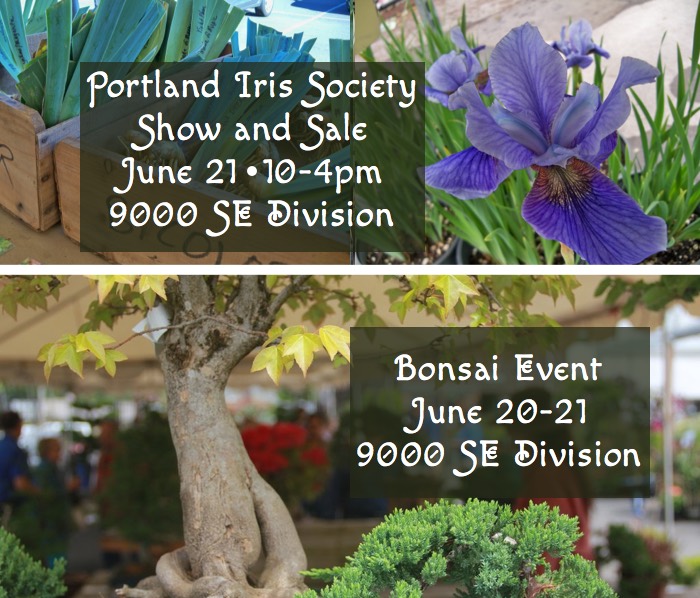 Portland Iris Society
Show and Sale
June 21•10-4pm
9000 SE Division
Bonsai Event
June 20-21
9000 SE Division